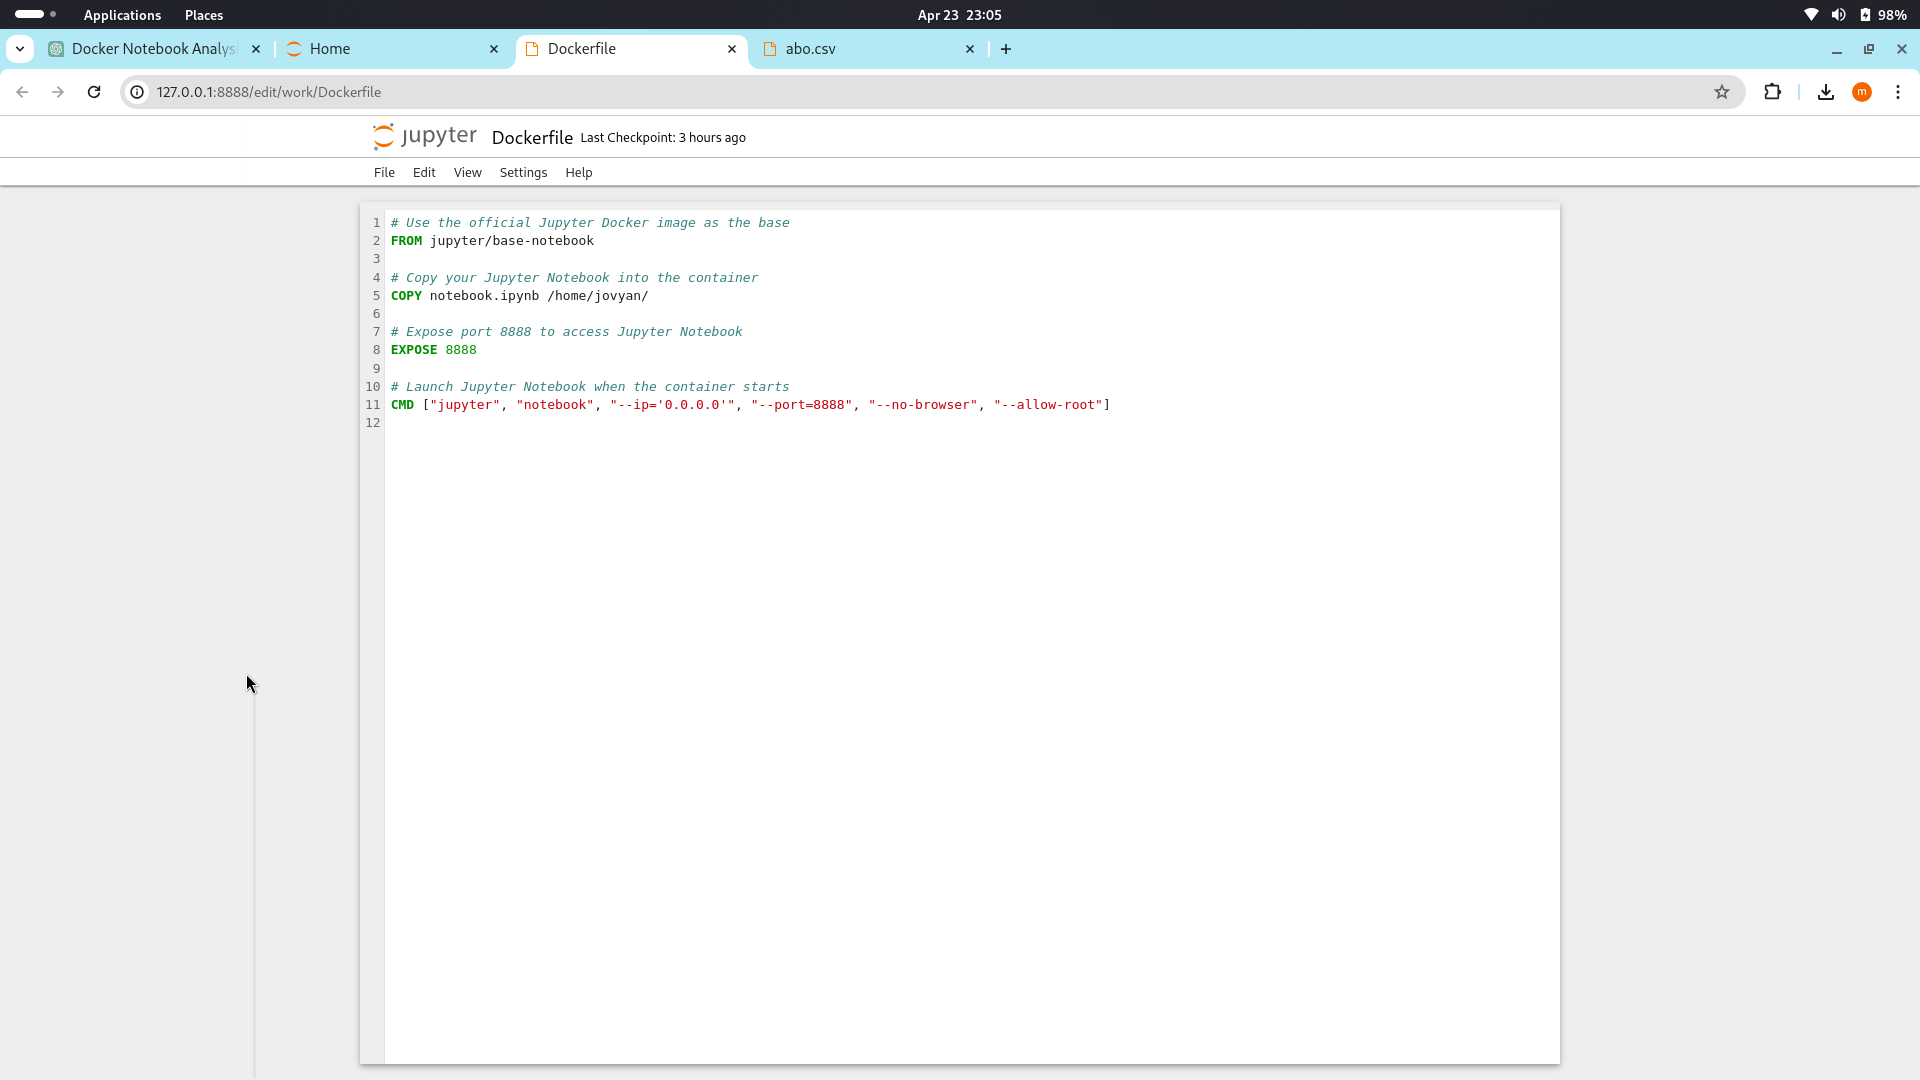 Applications Places Apr 23 23:05 98%
Docker Notebook Analys Home Dockerfile abo.csv
127.0.0.1:8888/edit/work/Dockerfile m
jupyter Dockerfile Last Checkpoint: 3 hours ago
File Edit View Settings Help
1 # Use the official Jupyter Docker image as the base
2 FROM jupyter/base-notebook
3
4 # Copy your Jupyter Notebook into the container
5 COPY notebook.ipynb /home/jovyan/
6
7 # Expose port 8888 to access Jupyter Notebook
8 EXPOSE 8888
9
10 # Launch Jupyter Notebook when the container starts
11 CMD ["jupyter", "notebook", "--ip='0.0.0.0'", "--port=8888", "--no-browser", "--allow-root"]
12